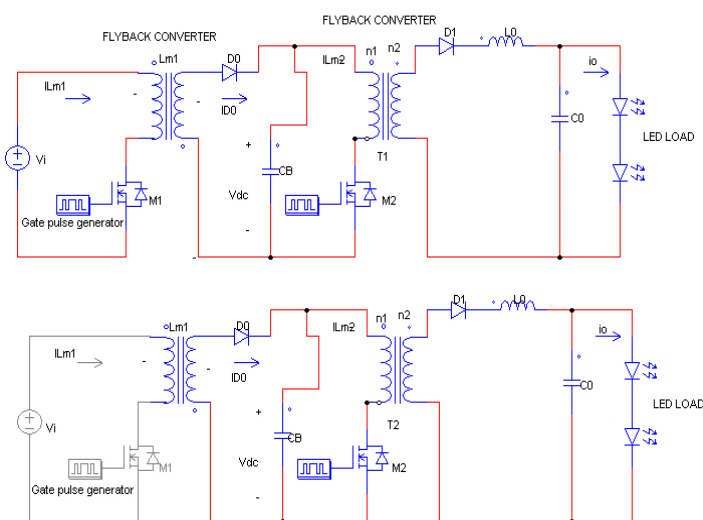 FLYBACK CONVERTER
FLYBACK CONVERTER
Lm1
D0
ILm2
n1
n2
D1
L0
ILm1
ID0
io
C0
LED LOAD
Vi
M1
Gate pulse generator
+
CB
Vdc
-
T1
M2
Lm1
D0
ILm2
n1
n2
D1
L0
ILm1
ID0
io
C0
LED LOAD
Vi
M1
Gate pulse generator
+
CB
Vdc
-
T2
M2